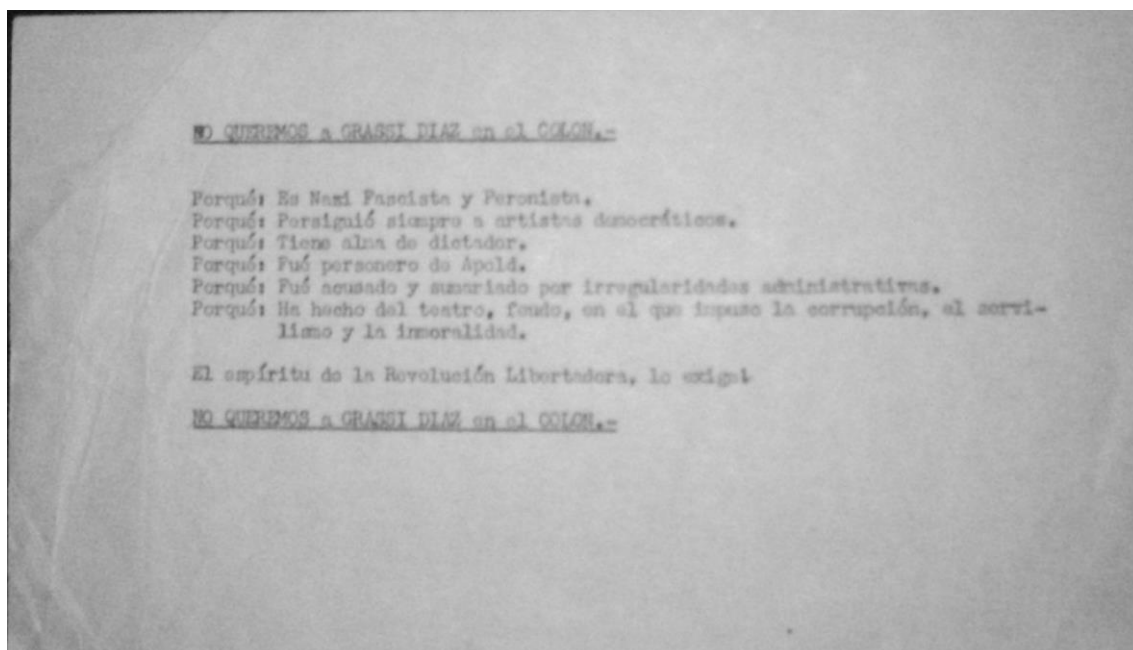 NO QUEREMOS a GRASSI DIAZ en el COLON.-
Porqué: Es Nazi Fascista y Peronista.
Porqué: Persiguió siempre a artistas democráticos.
Porqué: Tiene alma de dictador.
Porqué: Fué personero de Apold.
Porqué: Fué acusado y sumariado por irregularidades administrativas.
Porqué: Ha hecho del teatro, feudo, en el que impuso la corrupción, el servi-
lismo y la inmoralidad.
El espíritu de la Revolución Libertadora, lo exige!
NO QUEREMOS a GRASSI DIAZ en el COLON.-